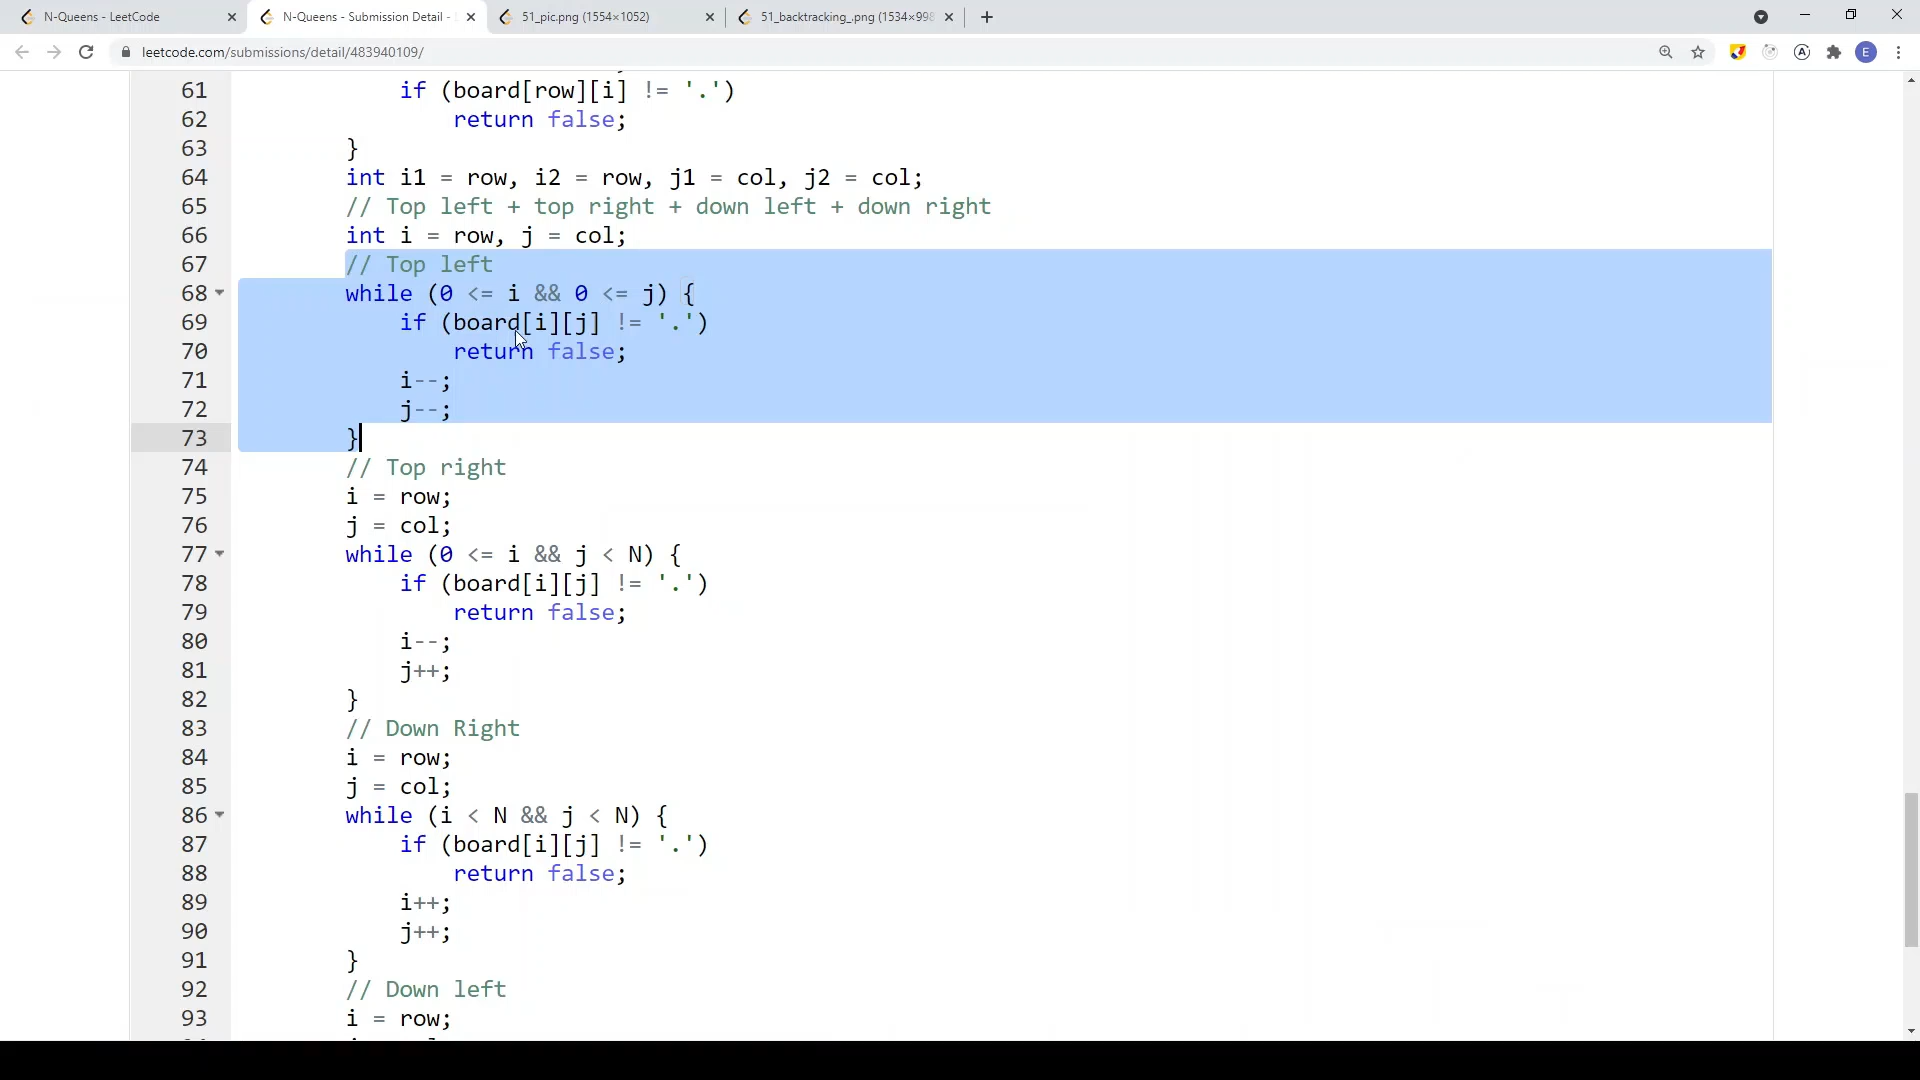 N-Queens - LeetCode
N-Queens - Submission Detail -
51_pic.png (1554×1052)
51_backtracking_.png (1534×998
leetcode.com/submissions/detail/483940109/
E
61 if (board[row][i] != '.')
62 return false;
63 }
64 int i1 = row, i2 = row, j1 = col, j2 = col;
65 // Top left + top right + down left + down right
66 int i = row, j = col;
67 // Top left
68 while (0 <= i && 0 <= j) {
69 if (board[i][j] != '.')
70 return false;
71 i--;
72 j--;
73 }
74 // Top right
75 i = row;
76 j = col;
77 while (0 <= i && j < N) {
78 if (board[i][j] != '.')
79 return false;
80 i--;
81 j++;
82 }
83 // Down Right
84 i = row;
85 j = col;
86 while (i < N && j < N) {
87 if (board[i][j] != '.')
88 return false;
89 i++;
90 j++;
91 }
92 // Down left
93 i = row;